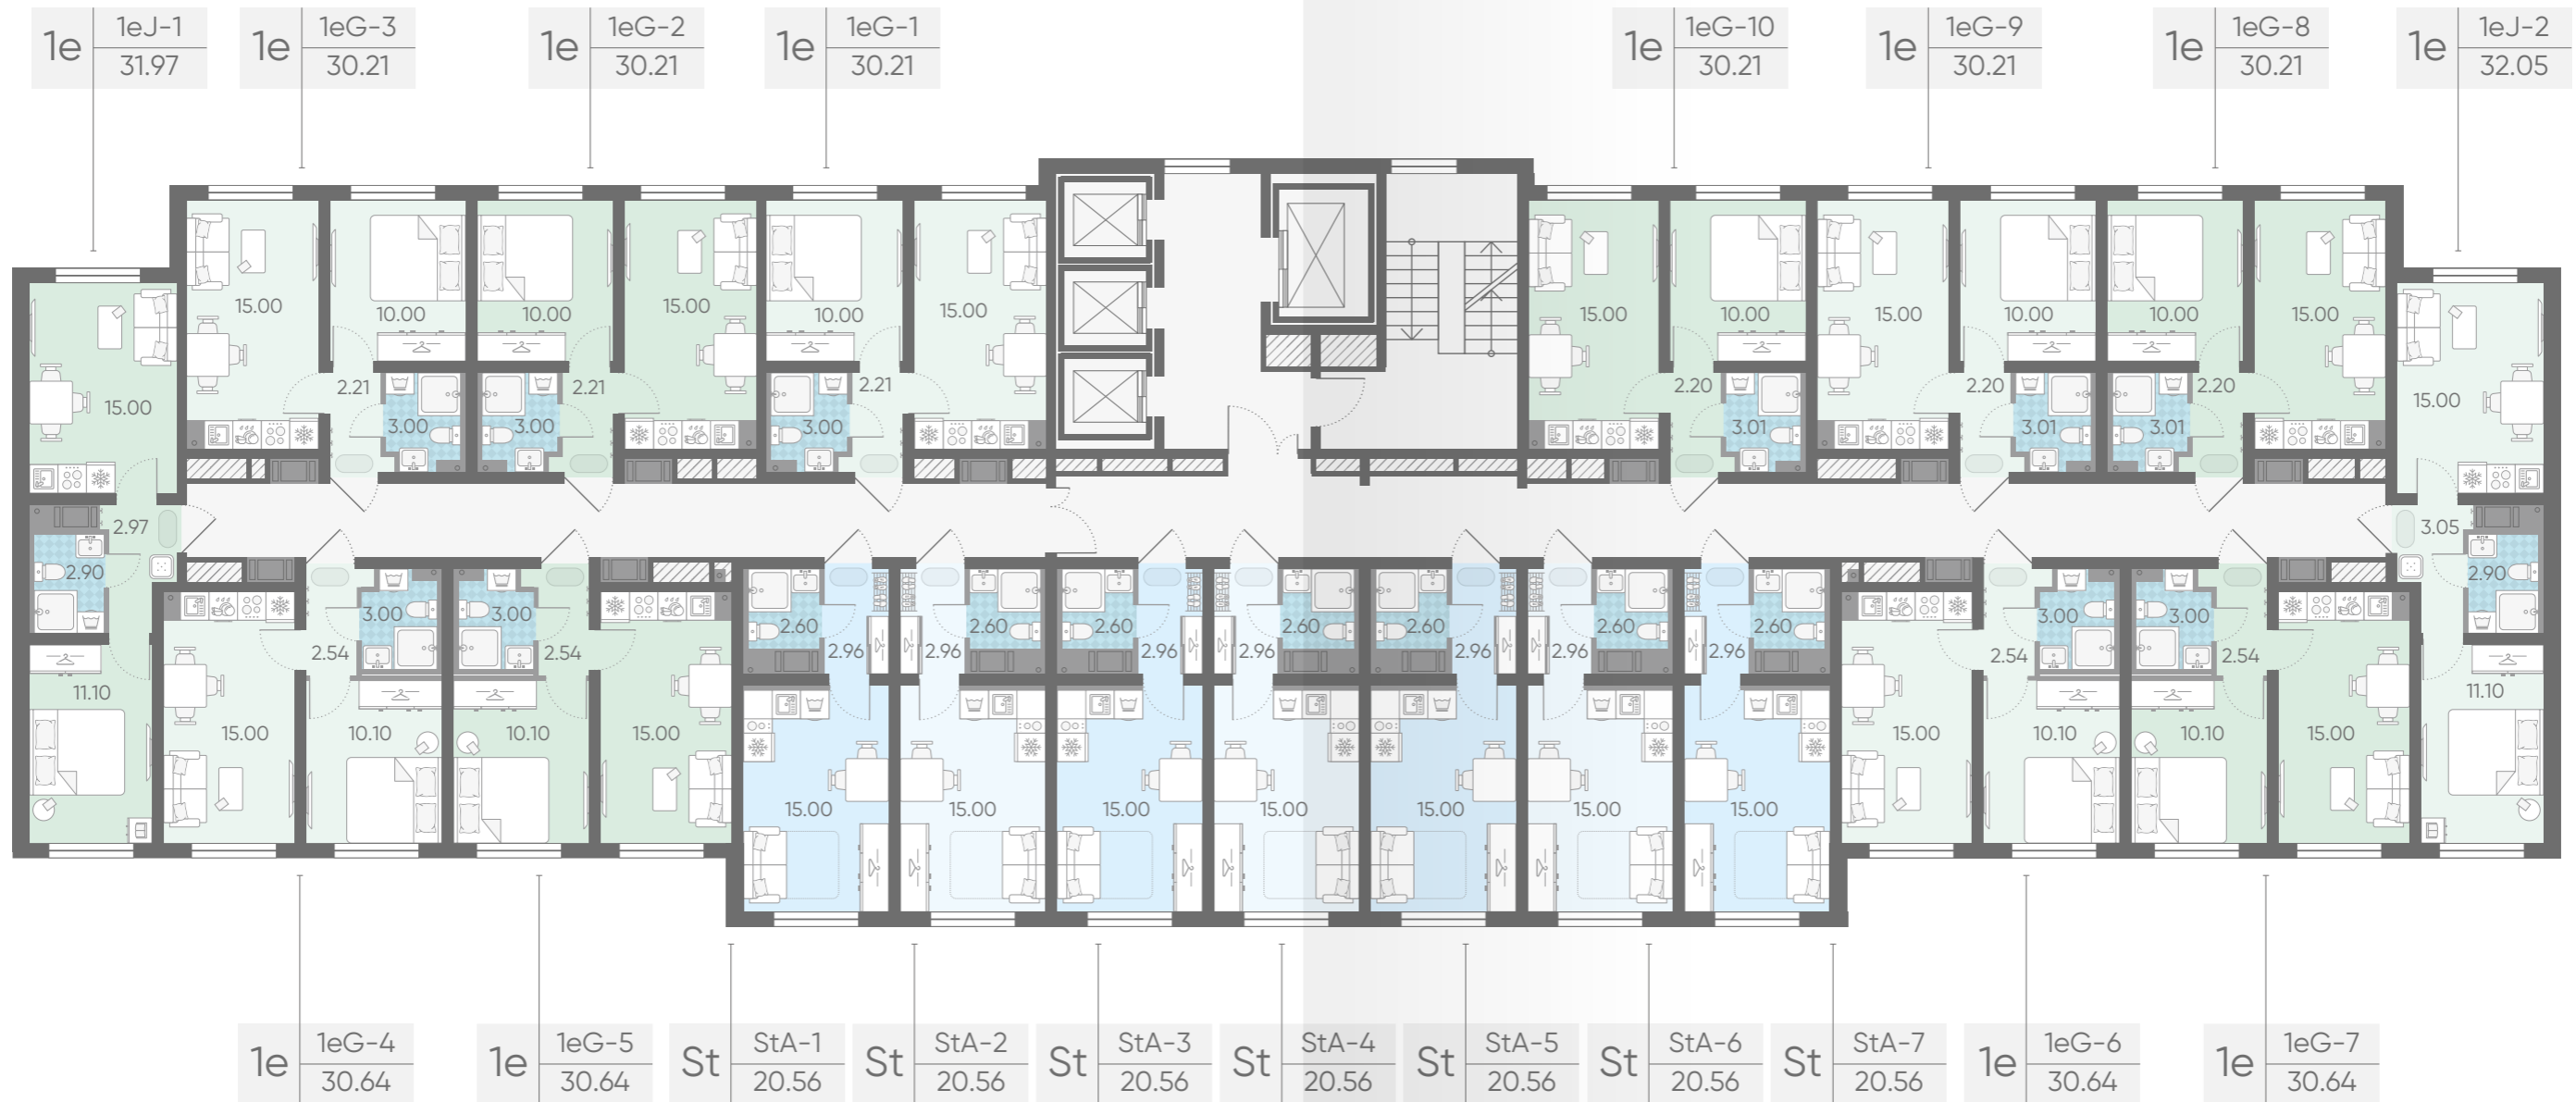 1e 1eJ-1 31.97
1e 1eG-3 30.21
1e 1eG-2 30.21
1e 1eG-1 30.21
1e 1eG-10 30.21
1e 1eG-9 30.21
1e 1eG-8 30.21
1e 1eJ-2 32.05
15.00 10.00 10.00 15.00 10.00 15.00 15.00 10.00 15.00 10.00 10.00 15.00
15.00 2.21 2.21 2.21 2.20 2.20 2.20 15.00
3.00 3.00 3.00 3.01 3.01 3.01
2.97 3.05
2.90 2.90
3.00 3.00 2.60 2.60 2.60 2.60 2.60 2.60 2.60 3.00 3.00
2.54 2.54 2.96 2.96 2.96 2.96 2.96 2.96 2.96 2.54 2.54
11.10 11.10
15.00 10.10 10.10 15.00 15.00 10.10 10.10 15.00
15.00 15.00 15.00 15.00 15.00 15.00 15.00
1e 1eG-4 30.64
1e 1eG-5 30.64
St StA-1 20.56
St StA-2 20.56
St StA-3 20.56
St StA-4 20.56
St StA-5 20.56
St StA-6 20.56
St StA-7 20.56
1e 1eG-6 30.64
1e 1eG-7 30.64